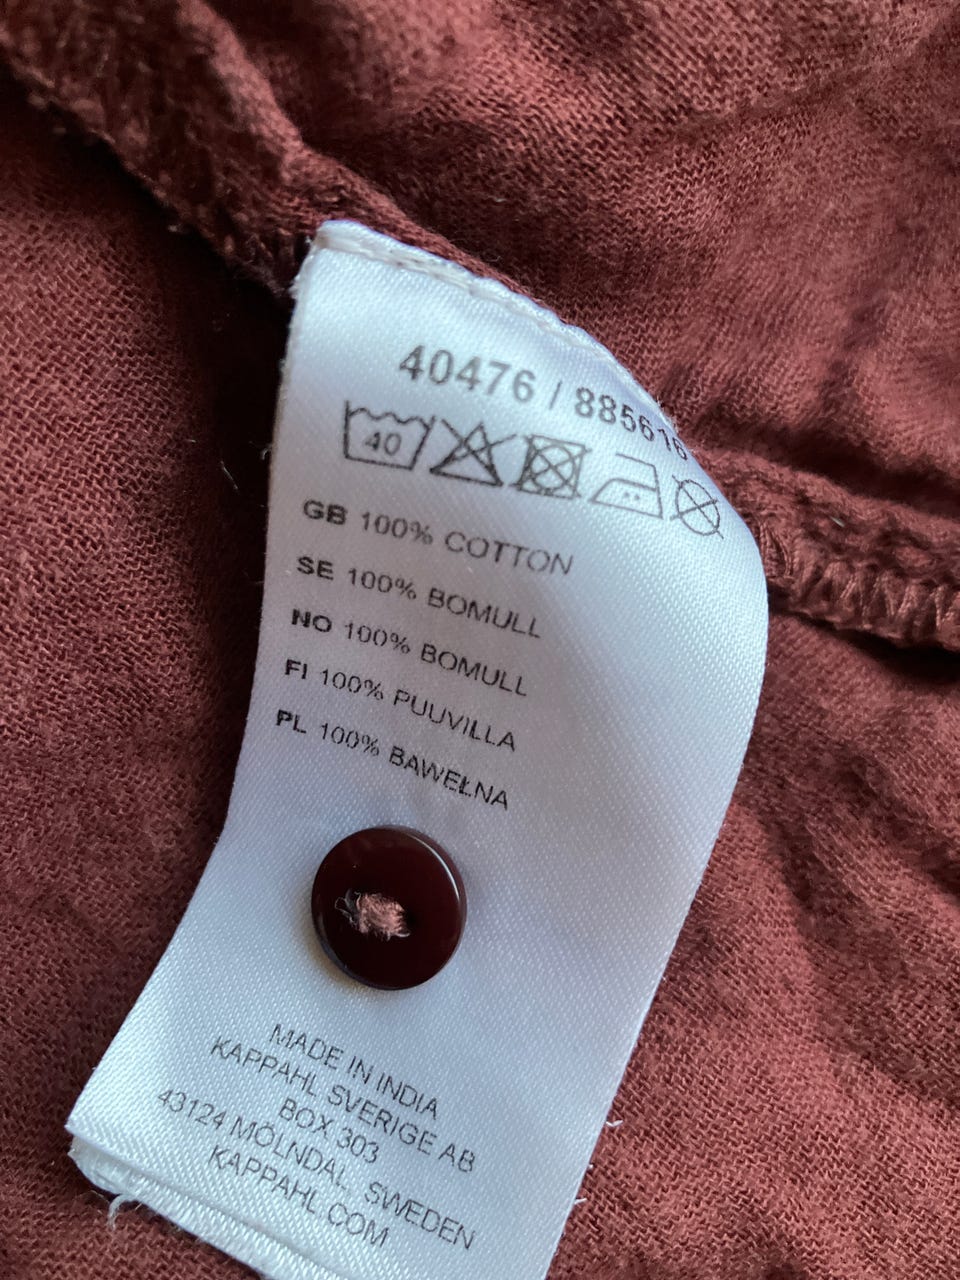 40476 / 885616
40
GB 100% COTTON
SE 100% BOMULL
NO 100% BOMULL
FI 100% PUUVILLA
PL 100% BAWEŁNA
MADE IN INDIA
KAPPAHL SVERIGE AB
BOX 303
43124 MÖLNDAL, SWEDEN
KAPPAHL.COM